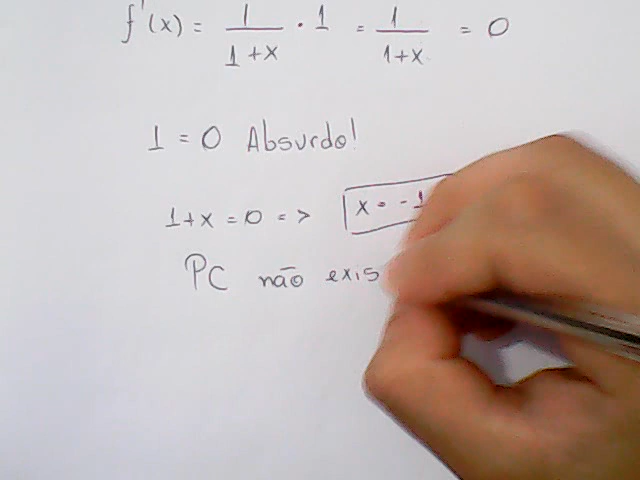 f'(x) = 1/(1+x) · 1 = 1/(1+x) = 0
1 = 0 Absurdo!
1+x = 0 => x = -1
PC não exis